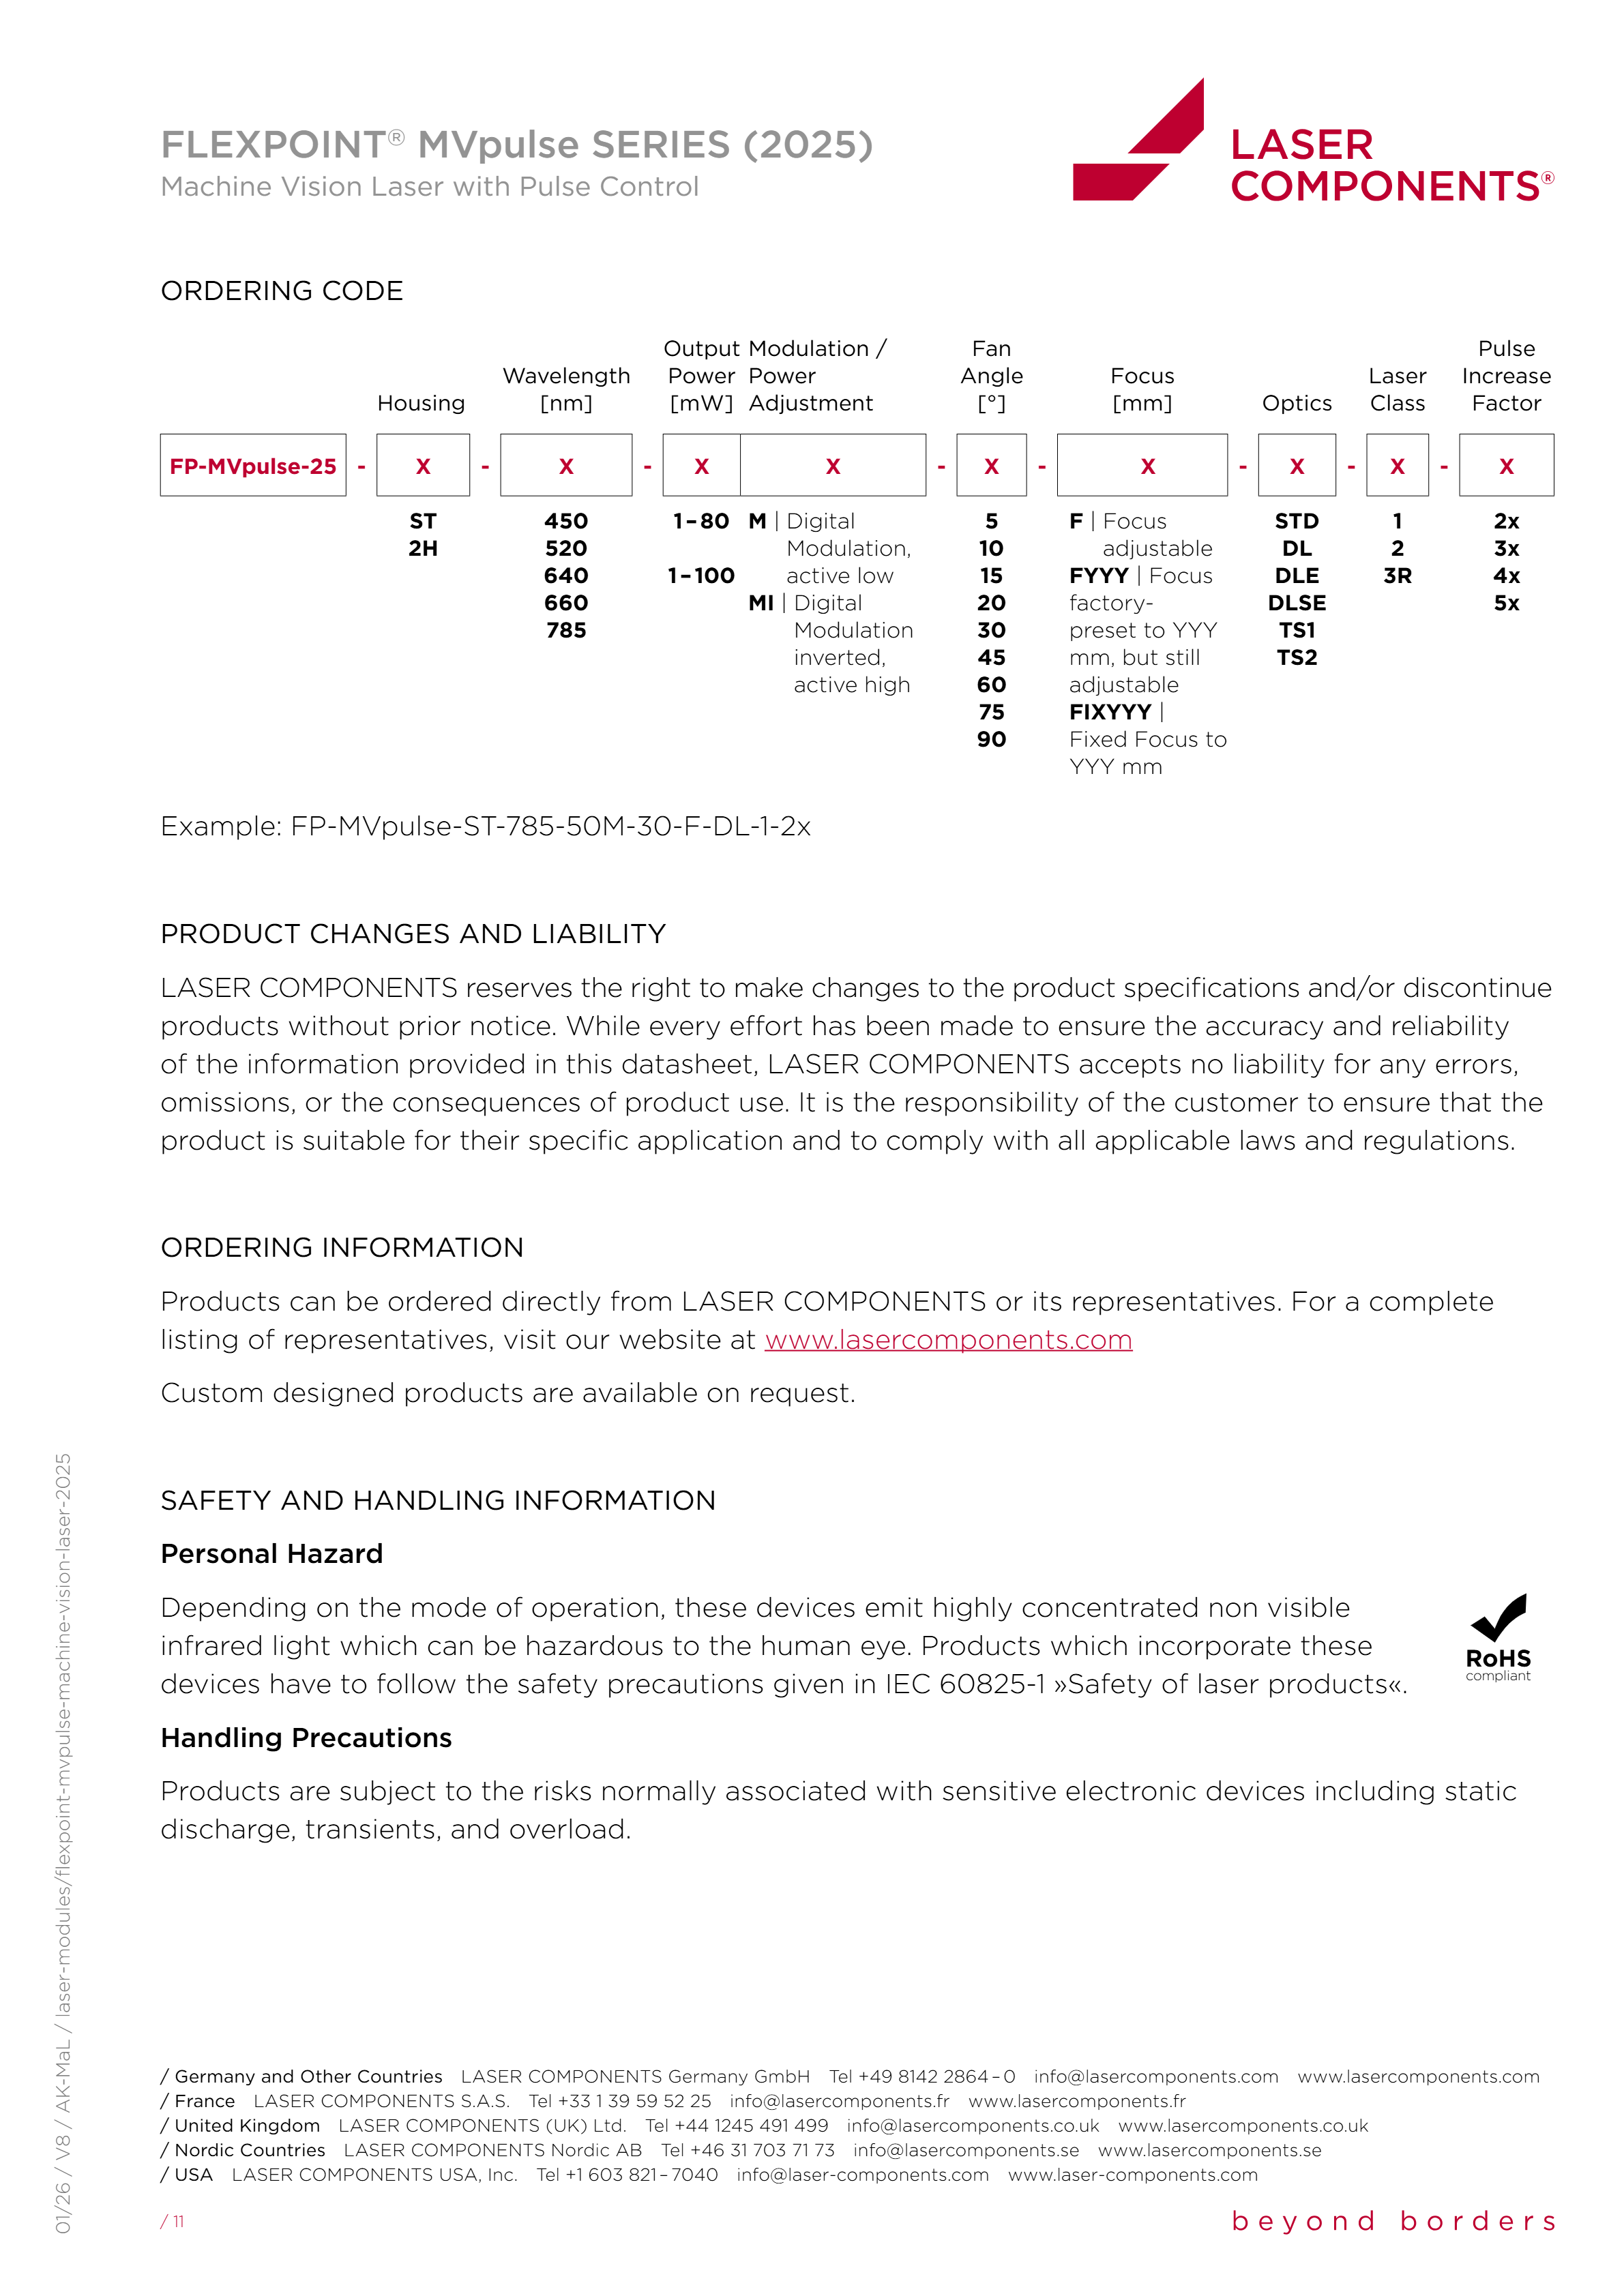 FLEXPOINT® MVpulse SERIES (2025)
Machine Vision Laser with Pulse Control
LASER
COMPONENTS®
ORDERING CODE
Housing
Wavelength
[nm]
Output
Power
[mW]
Modulation /
Power
Adjustment
Fan
Angle
[°]
Focus
[mm]
Optics
Laser
Class
Pulse
Increase
Factor
FP-MVpulse-25 - X - X - X X - X - X - X - X - X
ST
2H
450
520
640
660
785
1–80
1–100
M | Digital
Modulation,
active low
MI | Digital
Modulation
inverted,
active high
5
10
15
20
30
45
60
75
90
F | Focus
adjustable
FYYY | Focus
factory-
preset to YYY
mm, but still
adjustable
FIXYYY |
Fixed Focus to
YYY mm
STD
DL
DLE
DLSE
TS1
TS2
1
2
3R
2x
3x
4x
5x
Example: FP-MVpulse-ST-785-50M-30-F-DL-1-2x
PRODUCT CHANGES AND LIABILITY
LASER COMPONENTS reserves the right to make changes to the product specifications and/or discontinue
products without prior notice. While every effort has been made to ensure the accuracy and reliability
of the information provided in this datasheet, LASER COMPONENTS accepts no liability for any errors,
omissions, or the consequences of product use. It is the responsibility of the customer to ensure that the
product is suitable for their specific application and to comply with all applicable laws and regulations.
ORDERING INFORMATION
Products can be ordered directly from LASER COMPONENTS or its representatives. For a complete
listing of representatives, visit our website at www.lasercomponents.com
Custom designed products are available on request.
SAFETY AND HANDLING INFORMATION
Personal Hazard
Depending on the mode of operation, these devices emit highly concentrated non visible
infrared light which can be hazardous to the human eye. Products which incorporate these
devices have to follow the safety precautions given in IEC 60825-1 »Safety of laser products«.
RoHS
compliant
Handling Precautions
Products are subject to the risks normally associated with sensitive electronic devices including static
discharge, transients, and overload.
01/26 / V8 / AK-MaL / laser-modules/flexpoint-mvpulse-machine-vision-laser-2025
/ Germany and Other Countries LASER COMPONENTS Germany GmbH Tel +49 8142 2864–0 info@lasercomponents.com www.lasercomponents.com
/ France LASER COMPONENTS S.A.S. Tel +33 1 39 59 52 25 info@lasercomponents.fr www.lasercomponents.fr
/ United Kingdom LASER COMPONENTS (UK) Ltd. Tel +44 1245 491 499 info@lasercomponents.co.uk www.lasercomponents.co.uk
/ Nordic Countries LASER COMPONENTS Nordic AB Tel +46 31 703 71 73 info@lasercomponents.se www.lasercomponents.se
/ USA LASER COMPONENTS USA, Inc. Tel +1 603 821–7040 info@laser-components.com www.laser-components.com
/ 11
beyond borders